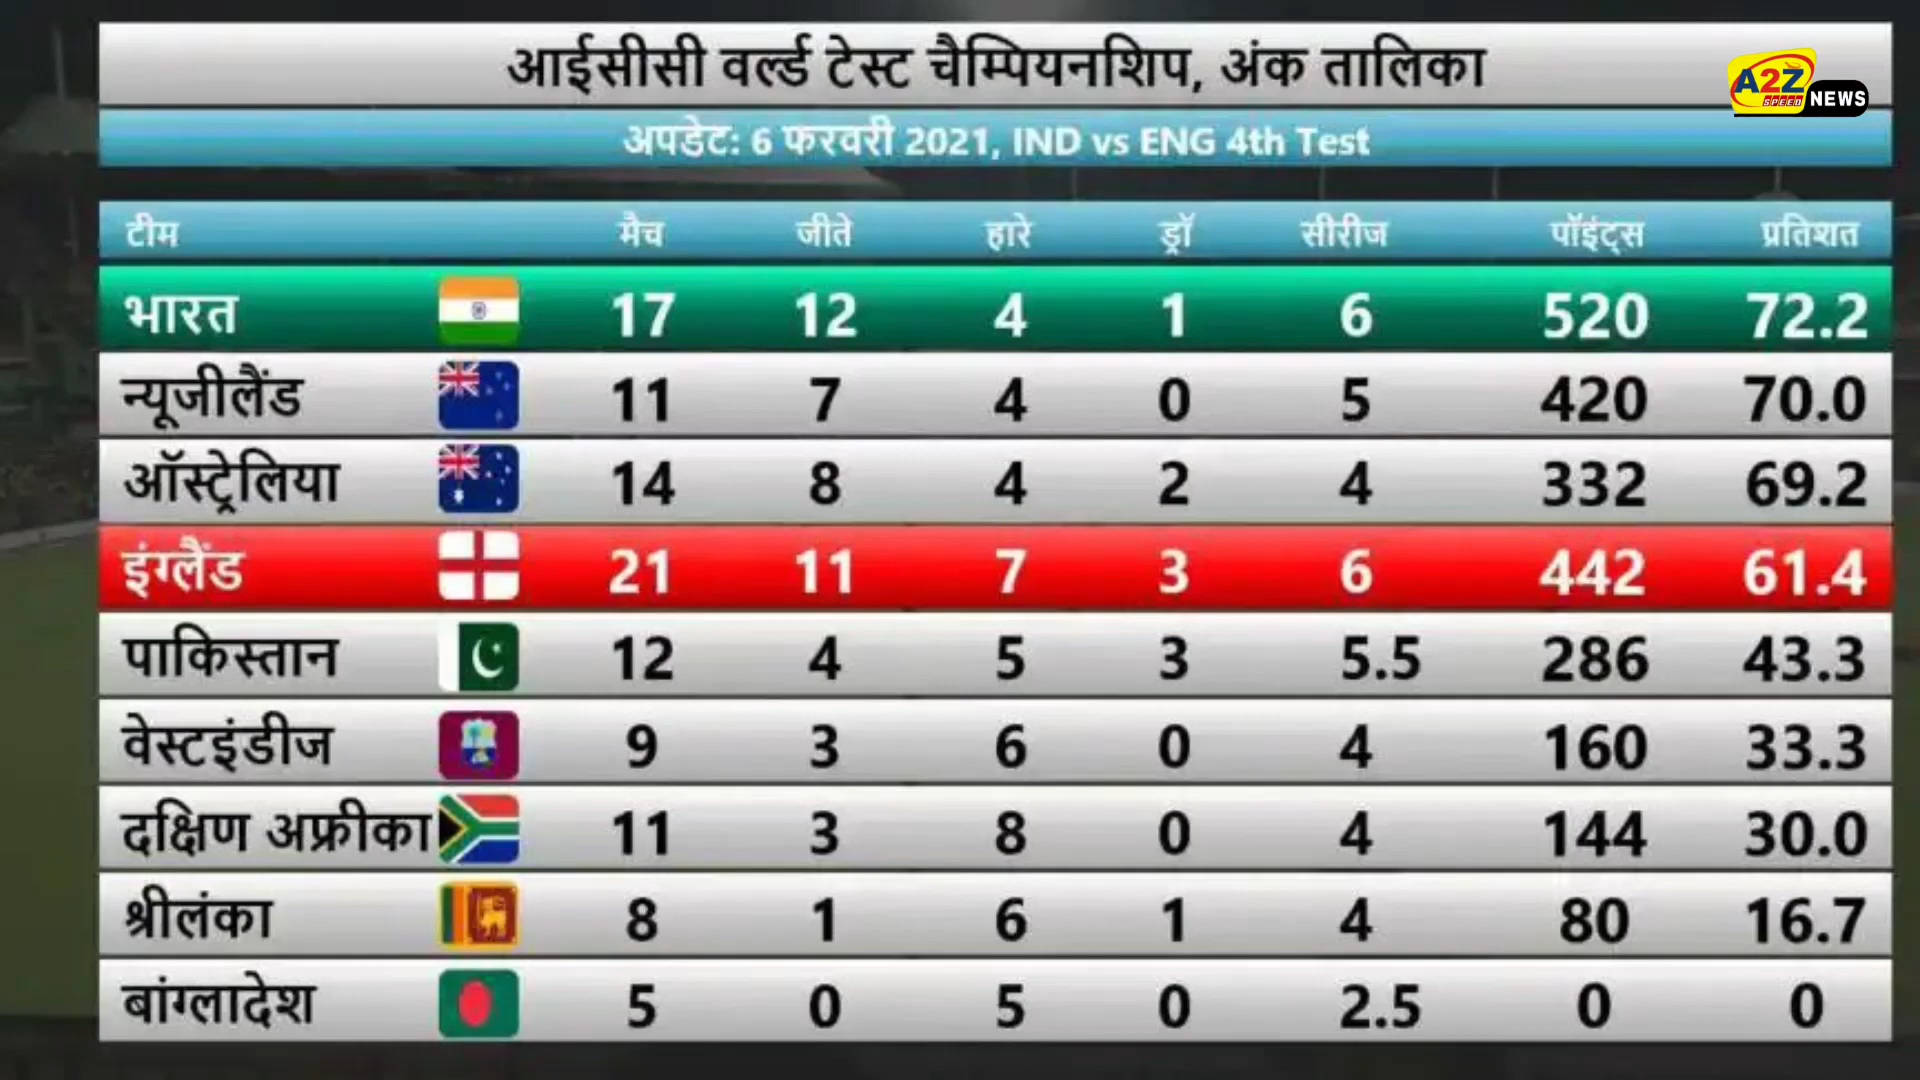 आईसीसी वर्ल्ड टेस्ट चैम्पियनशिप, अंक तालिका
A2Z SPEED NEWS
अपडेट: 6 फरवरी 2021, IND vs ENG 4th Test
टीम मैच जीते हारे ड्रॉ सीरीज पॉइंट्स प्रतिशत
भारत 17 12 4 1 6 520 72.2
न्यूजीलैंड 11 7 4 0 5 420 70.0
ऑस्ट्रेलिया 14 8 4 2 4 332 69.2
इंग्लैंड 21 11 7 3 6 442 61.4
पाकिस्तान 12 4 5 3 5.5 286 43.3
वेस्टइंडीज 9 3 6 0 4 160 33.3
दक्षिण अफ्रीका 11 3 8 0 4 144 30.0
श्रीलंका 8 1 6 1 4 80 16.7
बांग्लादेश 5 0 5 0 2.5 0 0